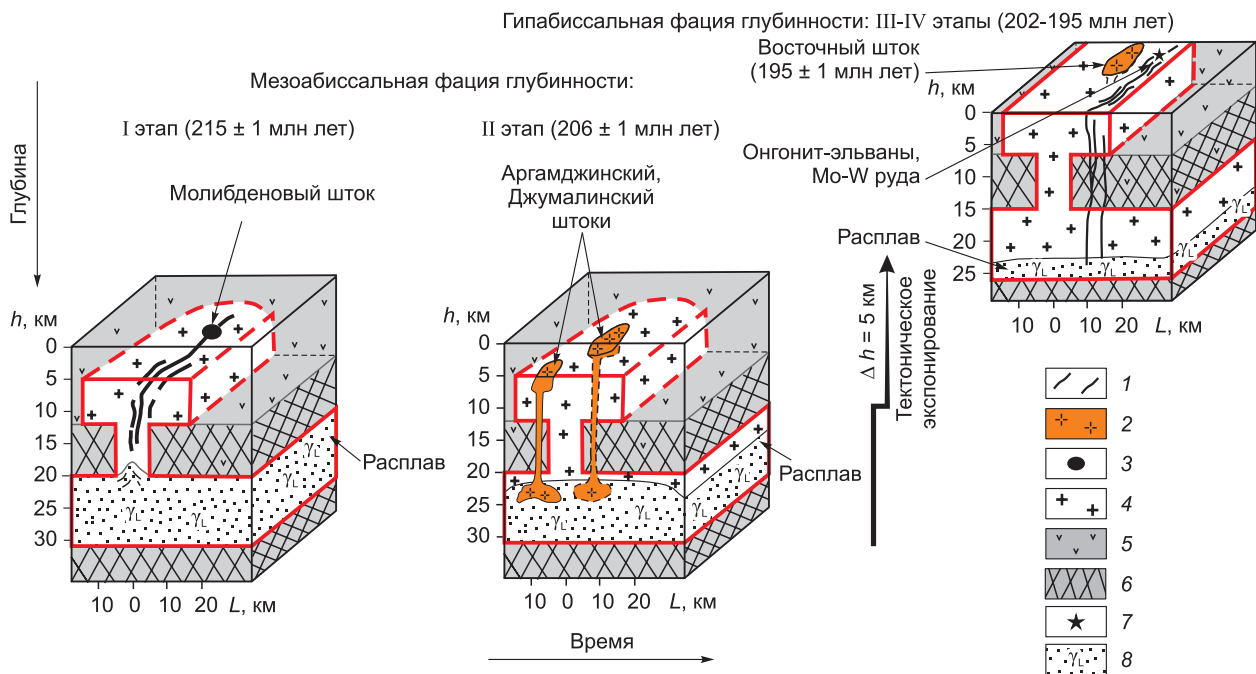 Гипабиссальная фация глубинности: III-IV этапы (202-195 млн лет)
Восточный шток
(195 ± 1 млн лет)
Мезоабиссальная фация глубинности:
I этап (215 ± 1 млн лет)
II этап (206 ± 1 млн лет)
Глубина
Молибденовый шток
Аргамджинский,
Джумалинский
штоки
Онгонит-эльваны,
Mo-W руда
h, км
0
5
10
15
20
25
30
γL
γL
γL
Расплав
10 0 10 20 L, км
h, км
0
5
10
15
20
25
30
γL
γL
Расплав
10 0 10 20 L, км
Время
Δ h = 5 км
Тектоническое
экспонирование
h, км
0
5
10
15
20
25
Расплав
γL
γL
γL
10 0 10 20 L, км
1
2
3
4
5
6
7
γL 8